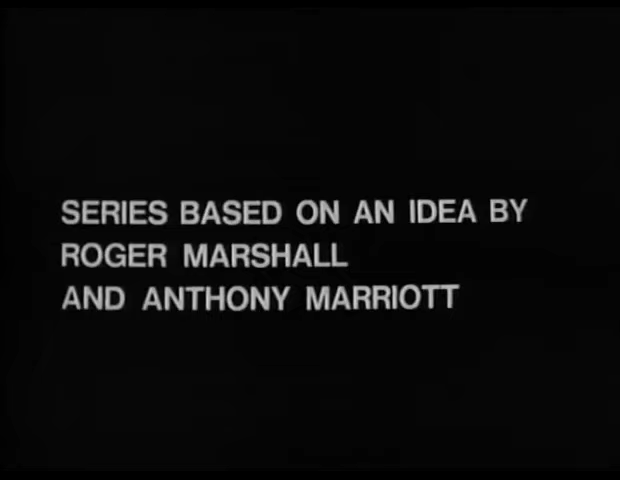 SERIES BASED ON AN IDEA BY
ROGER MARSHALL
AND ANTHONY MARRIOTT